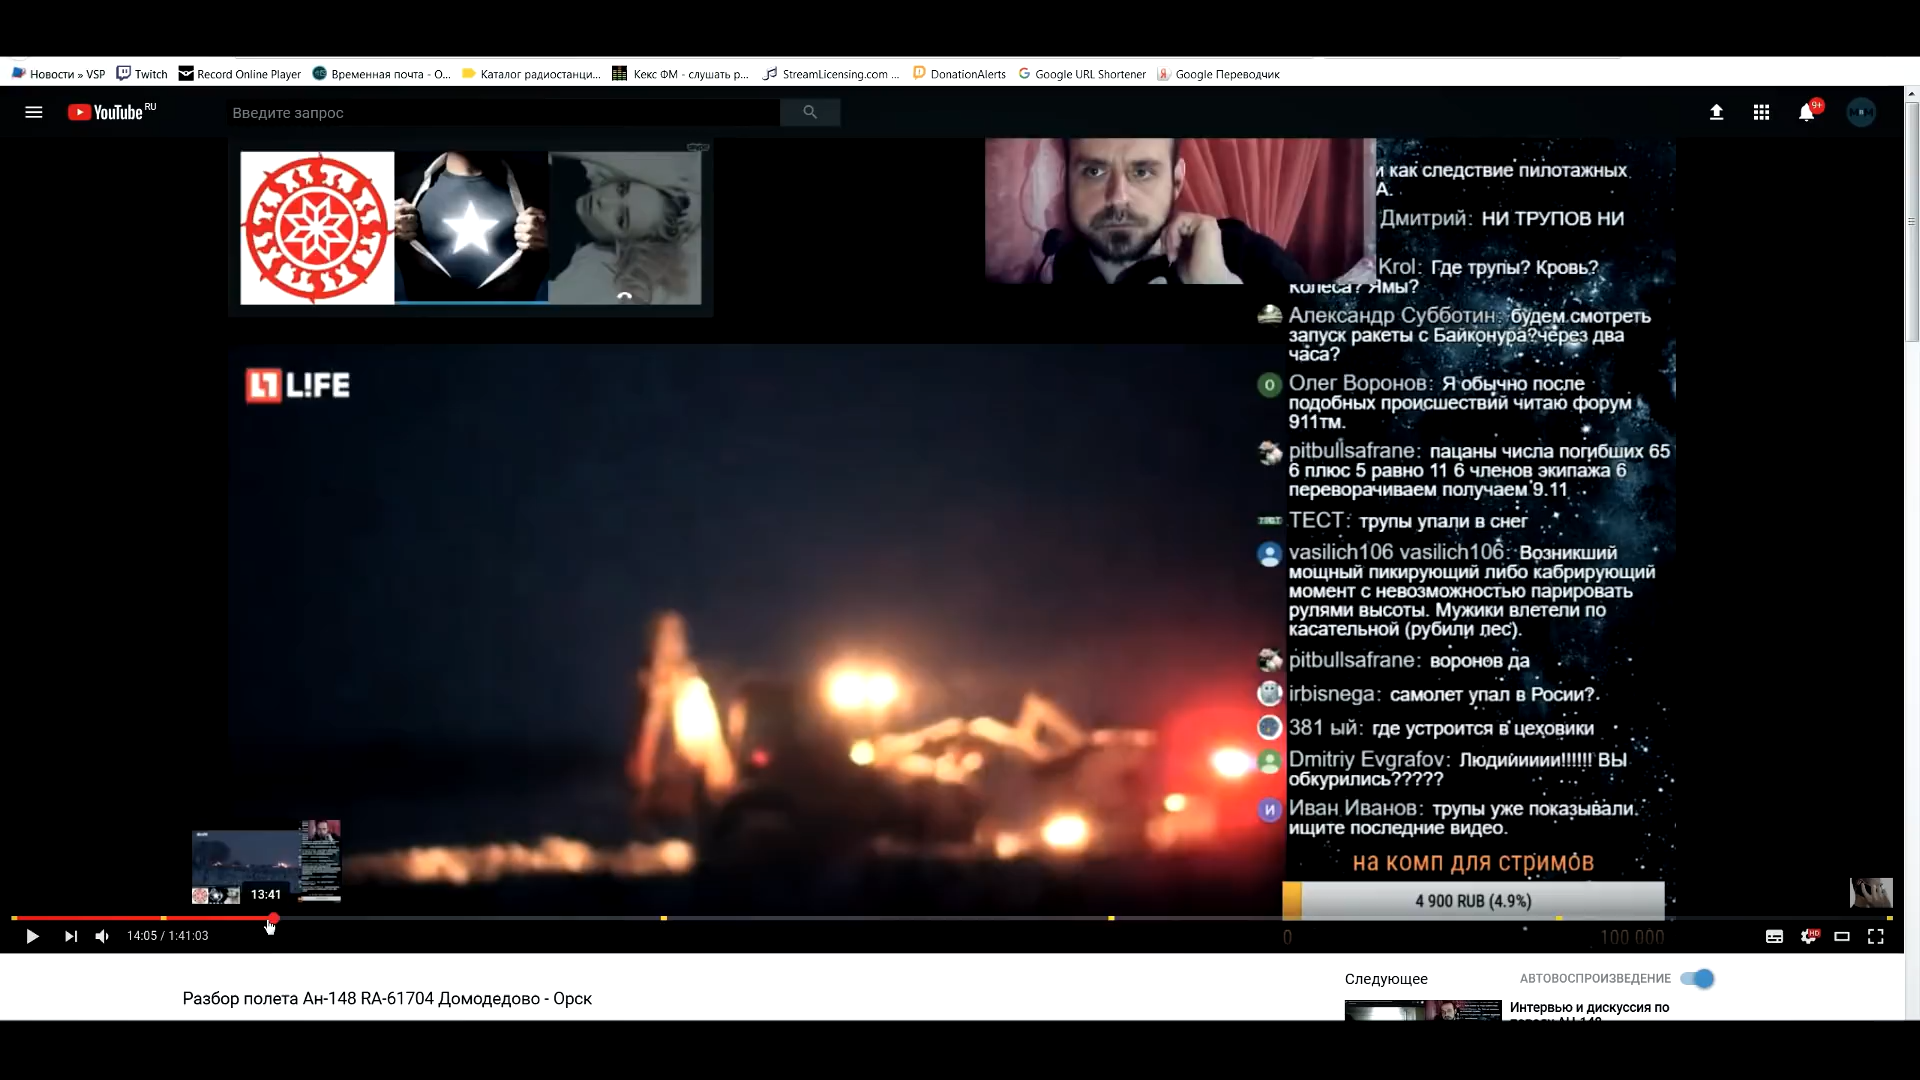 Новости » VSP
Twitch
Record Online Player
Временная почта - О...
Каталог радиостанци...
Кекс ФМ - слушать р...
StreamLicensing.com ...
DonationAlerts
Google URL Shortener
Google Переводчик
YouTube RU
Введите запрос
9+
и как следствие пилотажных
А.
Дмитрий: НИ ТРУПОВ НИ
Krol: Где трупы? Кровь?
Колеса? Ямы?
Александр Субботин: будем смотреть
запуск ракеты с Байконура?через два
часа?
LIFE
Олег Воронов: Я обычно после
подобных происшествий читаю форум
911тм.
pitbullsafrane: пацаны числа погибших 65
6 плюс 5 равно 11 6 членов экипажа 6
переворачиваем получаем 9.11
ТЕСТ: трупы упали в снег
vasilich106 vasilich106: Возникший
мощный пикирующий либо кабрирующий
момент с невозможностью парировать
рулями высоты. Мужики влетели по
касательной (рубили лес).
pitbullsafrane: воронов да
irbisnega: самолет упал в Росии?
381 ый: где устроится в цеховики
Dmitriy Evgrafov: Людииииии!!!!!! ВЫ
обкурились?????
Иван Иванов: трупы уже показывали.
ищите последние видео.
на комп для стримов
4 900 RUB (4.9%)
0
100 000
13:41
14:05 / 1:41:03
HD
Разбор полета Ан-148 RA-61704 Домодедово - Орск
Следующее
АВТОВОСПРОИЗВЕДЕНИЕ
Интервью и дискуссия по